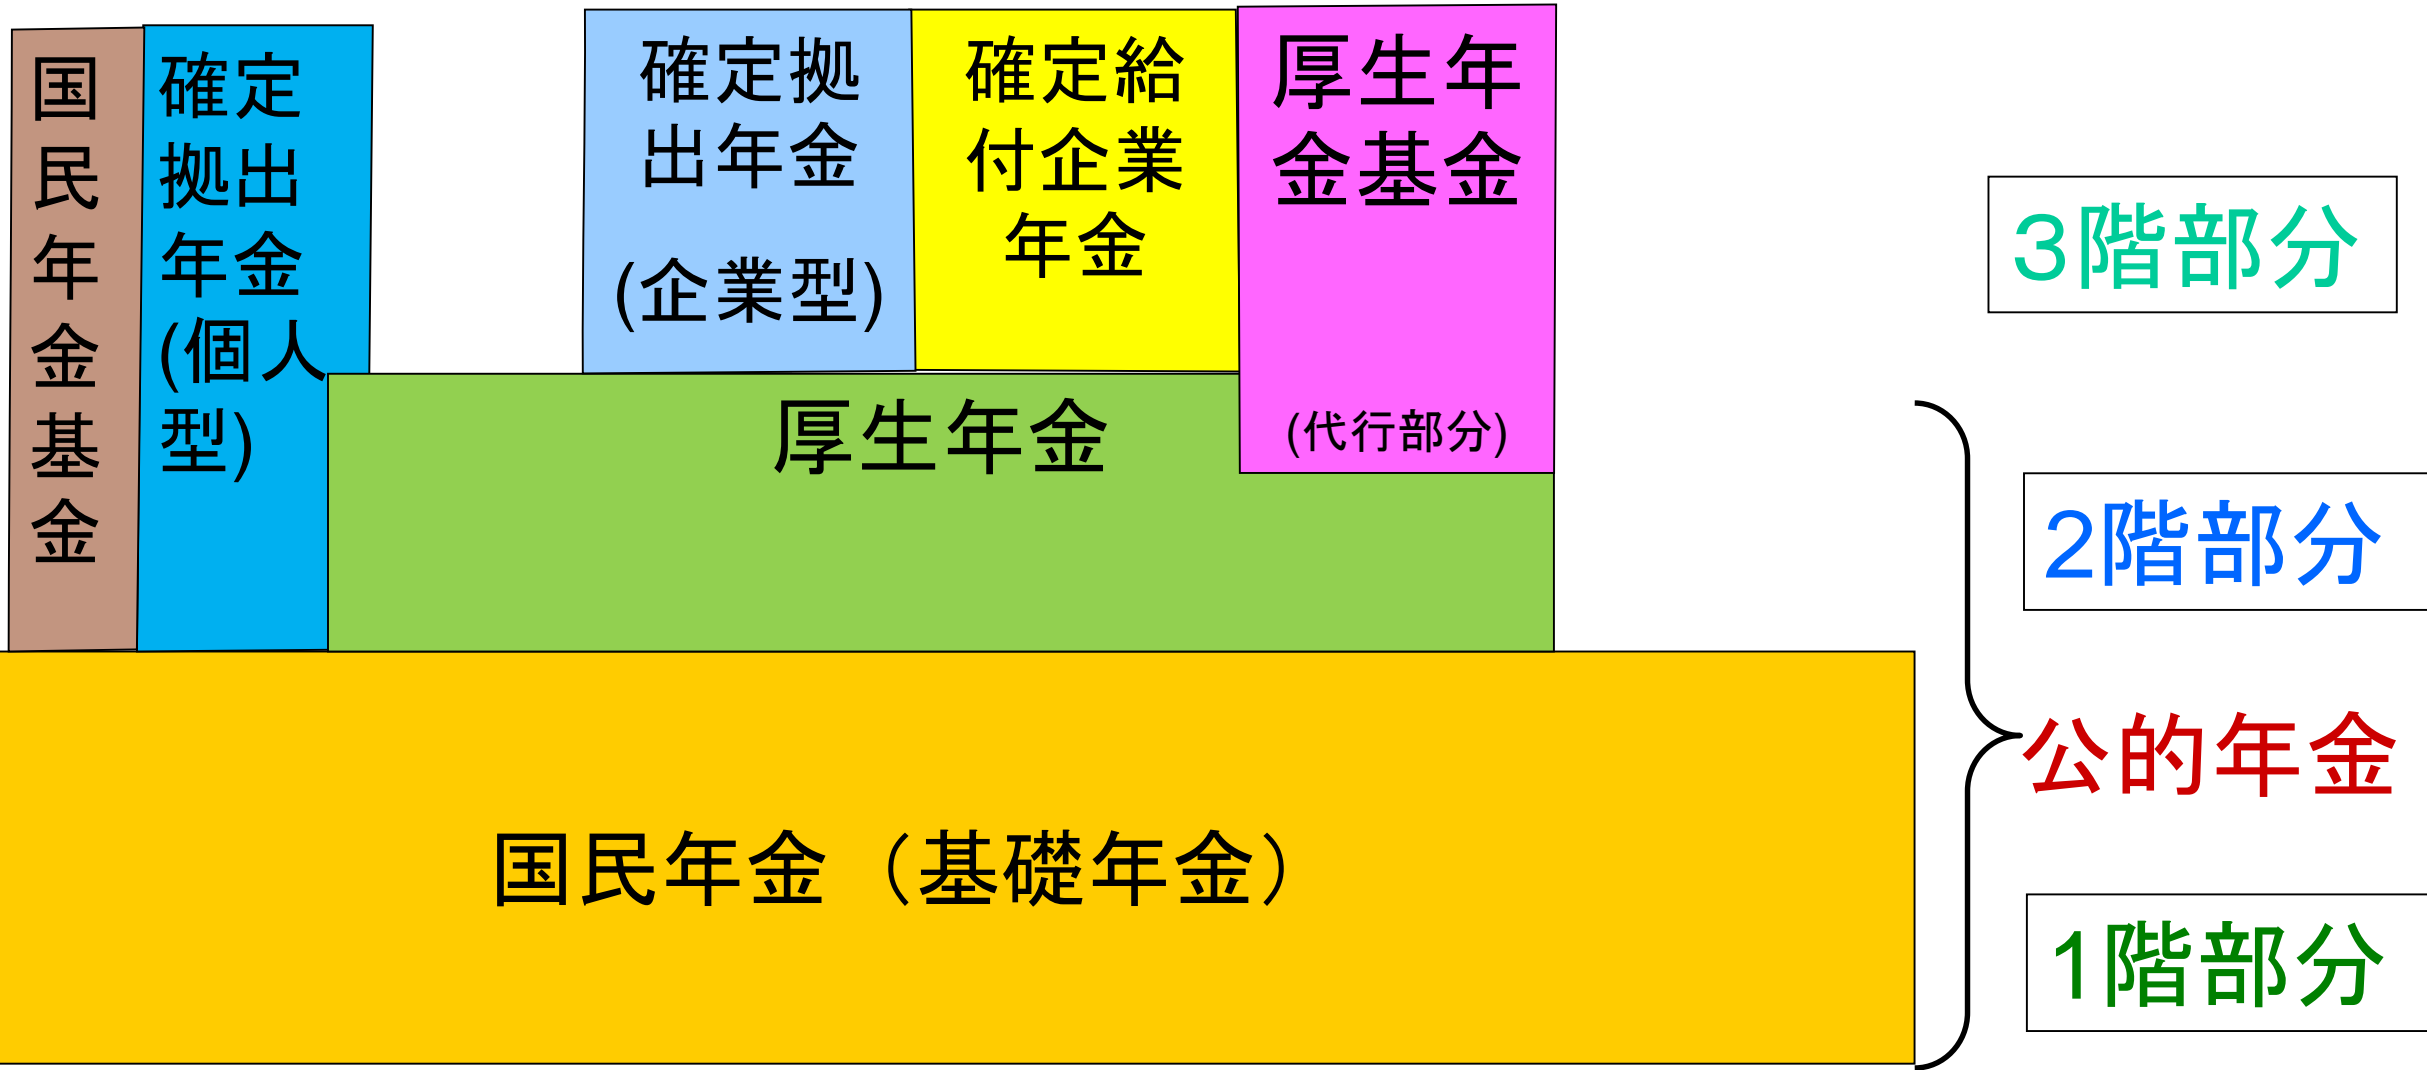 国民年金基金
確定
拠出
年金
(個人
型)
確定拠
出年金
(企業型)
確定給
付企業
年金
厚生年
金基金
(代行部分)
厚生年金
国民年金（基礎年金）
3階部分
2階部分
公的年金
1階部分